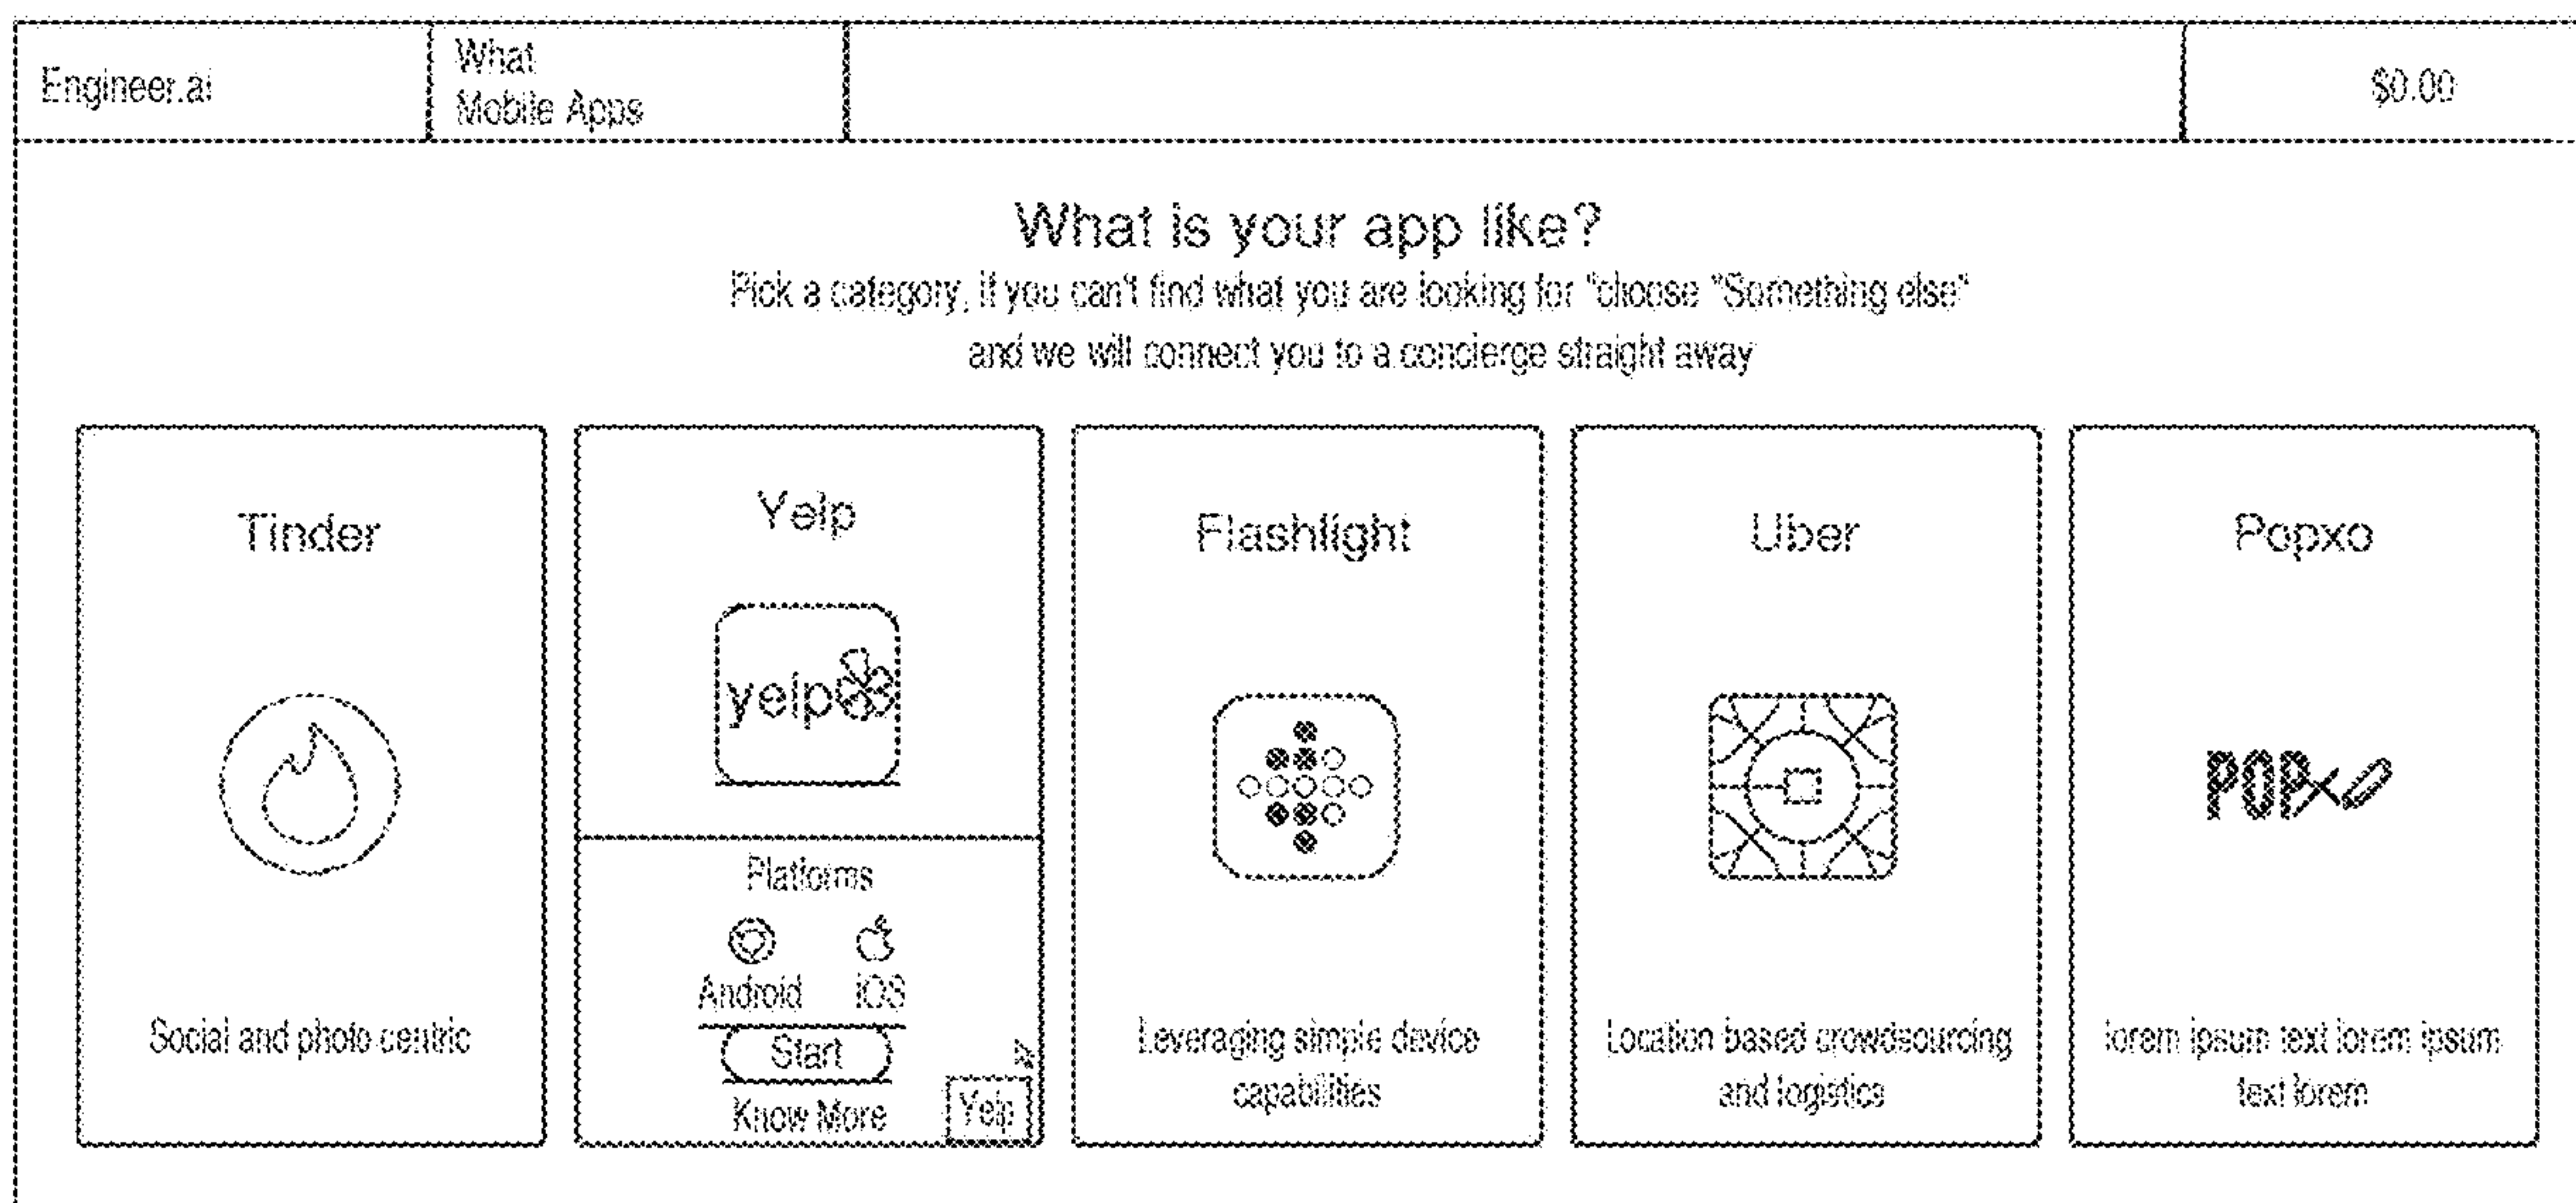 Engineer.ai
What
Mobile Apps
$0.00
What is your app like?
Pick a category, if you can't find what you are looking for "choose "Something else"
and we will connect you to a concierge straight away
Tinder
Social and photo centric
Yelp
yelp
Platforms
Android iOS
Start
Know More
Yelp
Flashlight
Leveraging simple device
capabilities
Uber
Location based crowdsourcing
and logistics
Popxo
POPxo
lorem ipsum text lorem ipsum
text lorem